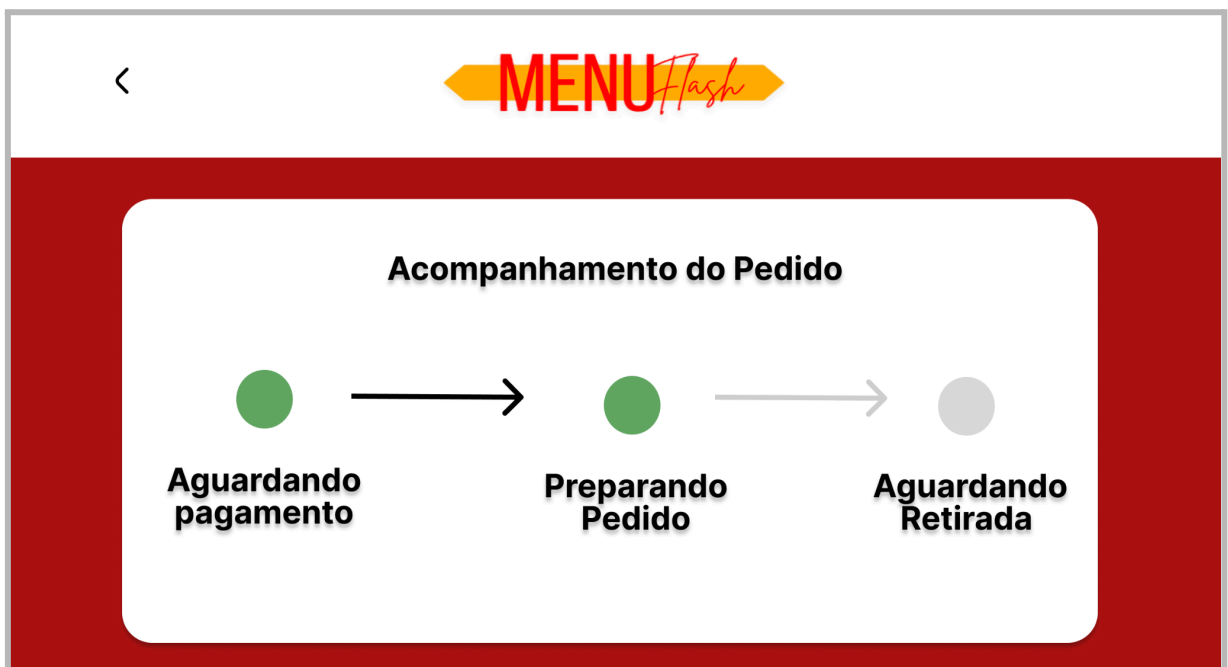 MENU Flash
Acompanhamento do Pedido
Aguardando
pagamento
Preparando
Pedido
Aguardando
Retirada